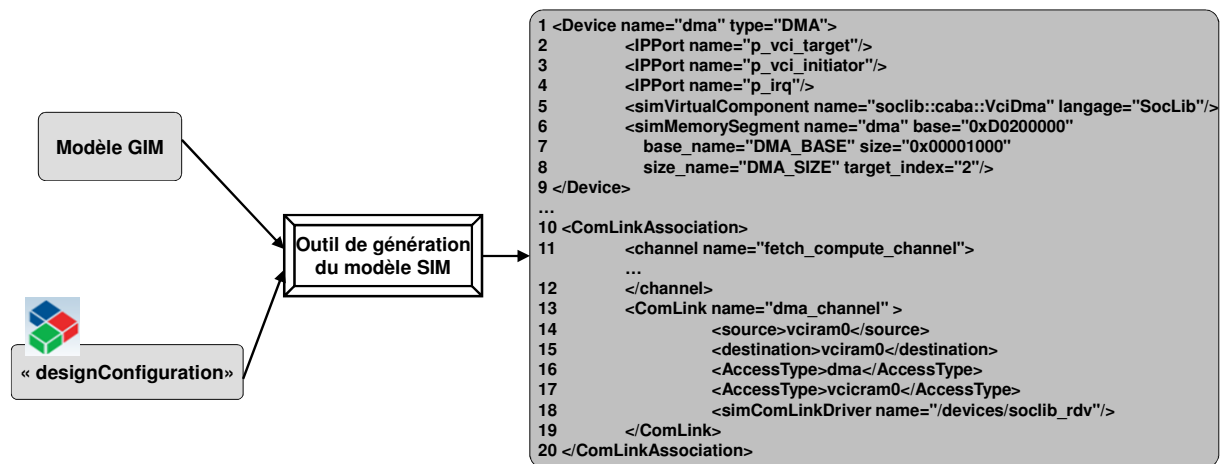 Modèle GIM
« designConfiguration»
Outil de génération
du modèle SIM
1 <Device name="dma" type="DMA">
2 <IPPort name="p_vci_target"/>
3 <IPPort name="p_vci_initiator"/>
4 <IPPort name="p_irq"/>
5 <simVirtualComponent name="soclib::caba::VciDma" langage="SocLib"/>
6 <simMemorySegment name="dma" base="0xD0200000"
7 base_name="DMA_BASE" size="0x00001000"
8 size_name="DMA_SIZE" target_index="2"/>
9 </Device>
…
10 <ComLinkAssociation>
11 <channel name="fetch_compute_channel">
…
12 </channel>
13 <ComLink name="dma_channel" >
14 <source>vciram0</source>
15 <destination>vciram0</destination>
16 <AccessType>dma</AccessType>
17 <AccessType>vcicram0</AccessType>
18 <simComLinkDriver name="/devices/soclib_rdv"/>
19 </ComLink>
20 </ComLinkAssociation>